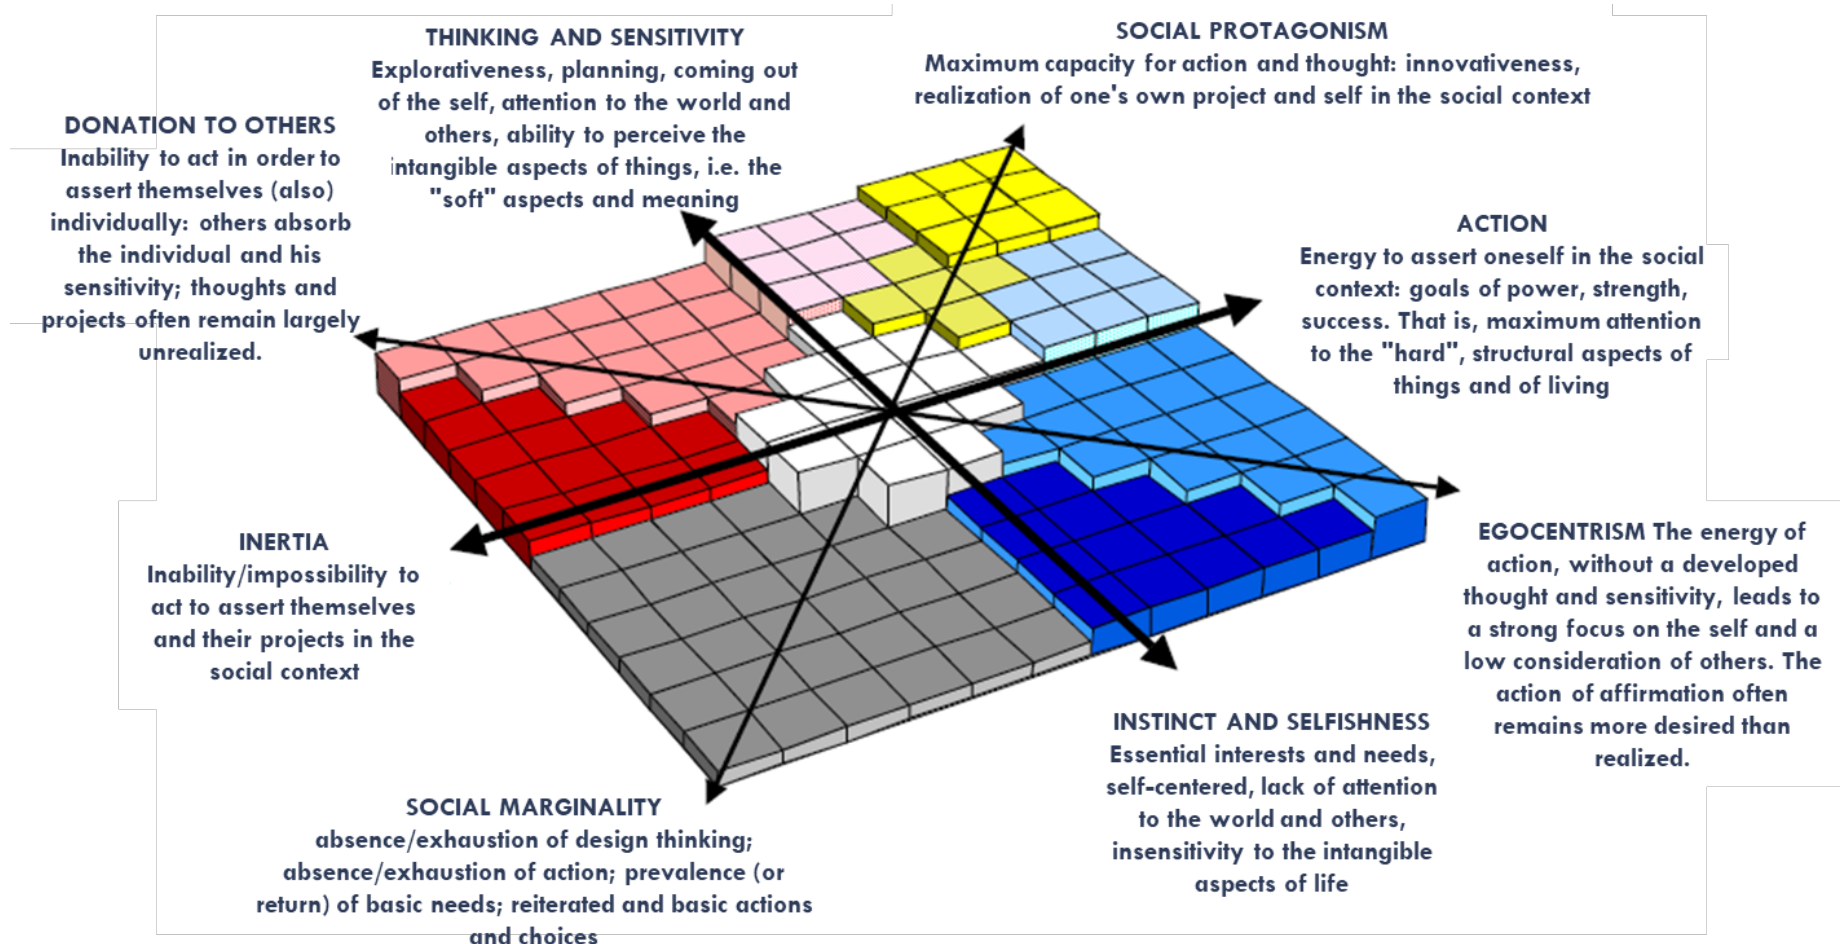 THINKING AND SENSITIVITY
Explorativeness, planning, coming out
of the self, attention to the world and
others, ability to perceive the
intangible aspects of things, i.e. the
"soft" aspects and meaning
SOCIAL PROTAGONISM
Maximum capacity for action and thought: innovativeness,
realization of one's own project and self in the social context
DONATION TO OTHERS
Inability to act in order to
assert themselves (also)
individually: others absorb
the individual and his
sensitivity; thoughts and
projects often remain largely
unrealized.
ACTION
Energy to assert oneself in the social
context: goals of power, strength,
success. That is, maximum attention
to the "hard", structural aspects of
things and of living
INERTIA
Inability/impossibility to
act to assert themselves
and their projects in the
social context
EGOCENTRISM The energy of
action, without a developed
thought and sensitivity, leads to
a strong focus on the self and a
low consideration of others. The
action of affirmation often
remains more desired than
realized.
INSTINCT AND SELFISHNESS
Essential interests and needs,
self-centered, lack of attention
to the world and others,
insensitivity to the intangible
aspects of life
SOCIAL MARGINALITY
absence/exhaustion of design thinking;
absence/exhaustion of action; prevalence (or
return) of basic needs; reiterated and basic actions
and choices